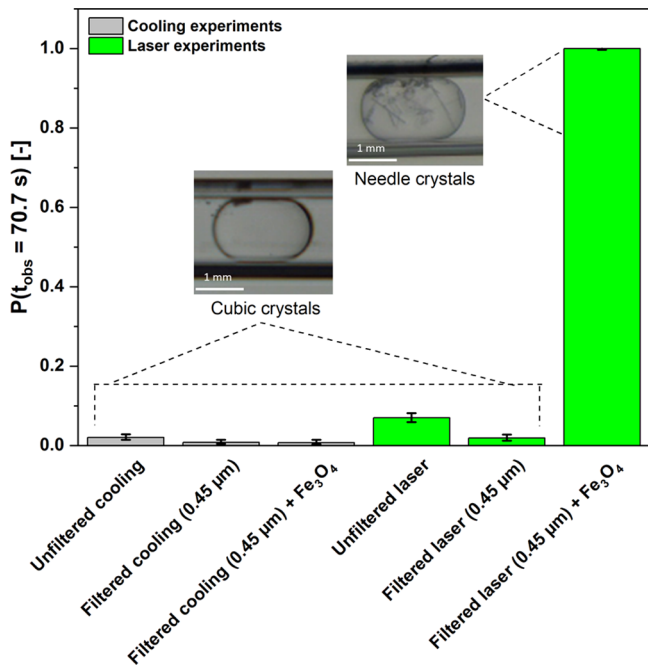 Cooling experiments
Laser experiments
P(t_obs = 70.7 s) [-]
1.0
0.8
0.6
0.4
0.2
0.0
1 mm
Needle crystals
1 mm
Cubic crystals
Unfiltered cooling
Filtered cooling (0.45 µm)
Filtered cooling (0.45 µm) + Fe₃O₄
Unfiltered laser
Filtered laser (0.45 µm)
Filtered laser (0.45 µm) + Fe₃O₄